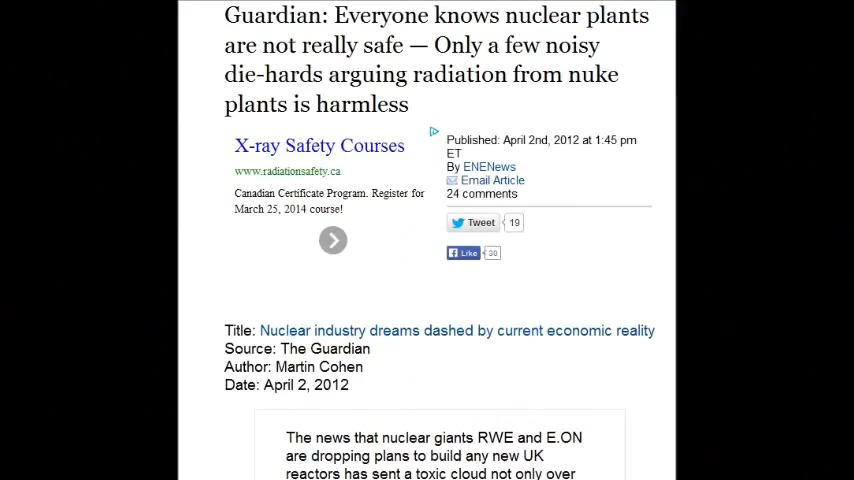 Guardian: Everyone knows nuclear plants
are not really safe — Only a few noisy
die-hards arguing radiation from nuke
plants is harmless
X-ray Safety Courses
www.radiationsafety.ca
Canadian Certificate Program. Register for
March 25, 2014 course!
Published: April 2nd, 2012 at 1:45 pm
ET
By ENENews
Email Article
24 comments
Tweet 19
Like 30
Title: Nuclear industry dreams dashed by current economic reality
Source: The Guardian
Author: Martin Cohen
Date: April 2, 2012
The news that nuclear giants RWE and E.ON
are dropping plans to build any new UK
reactors has sent a toxic cloud not only over